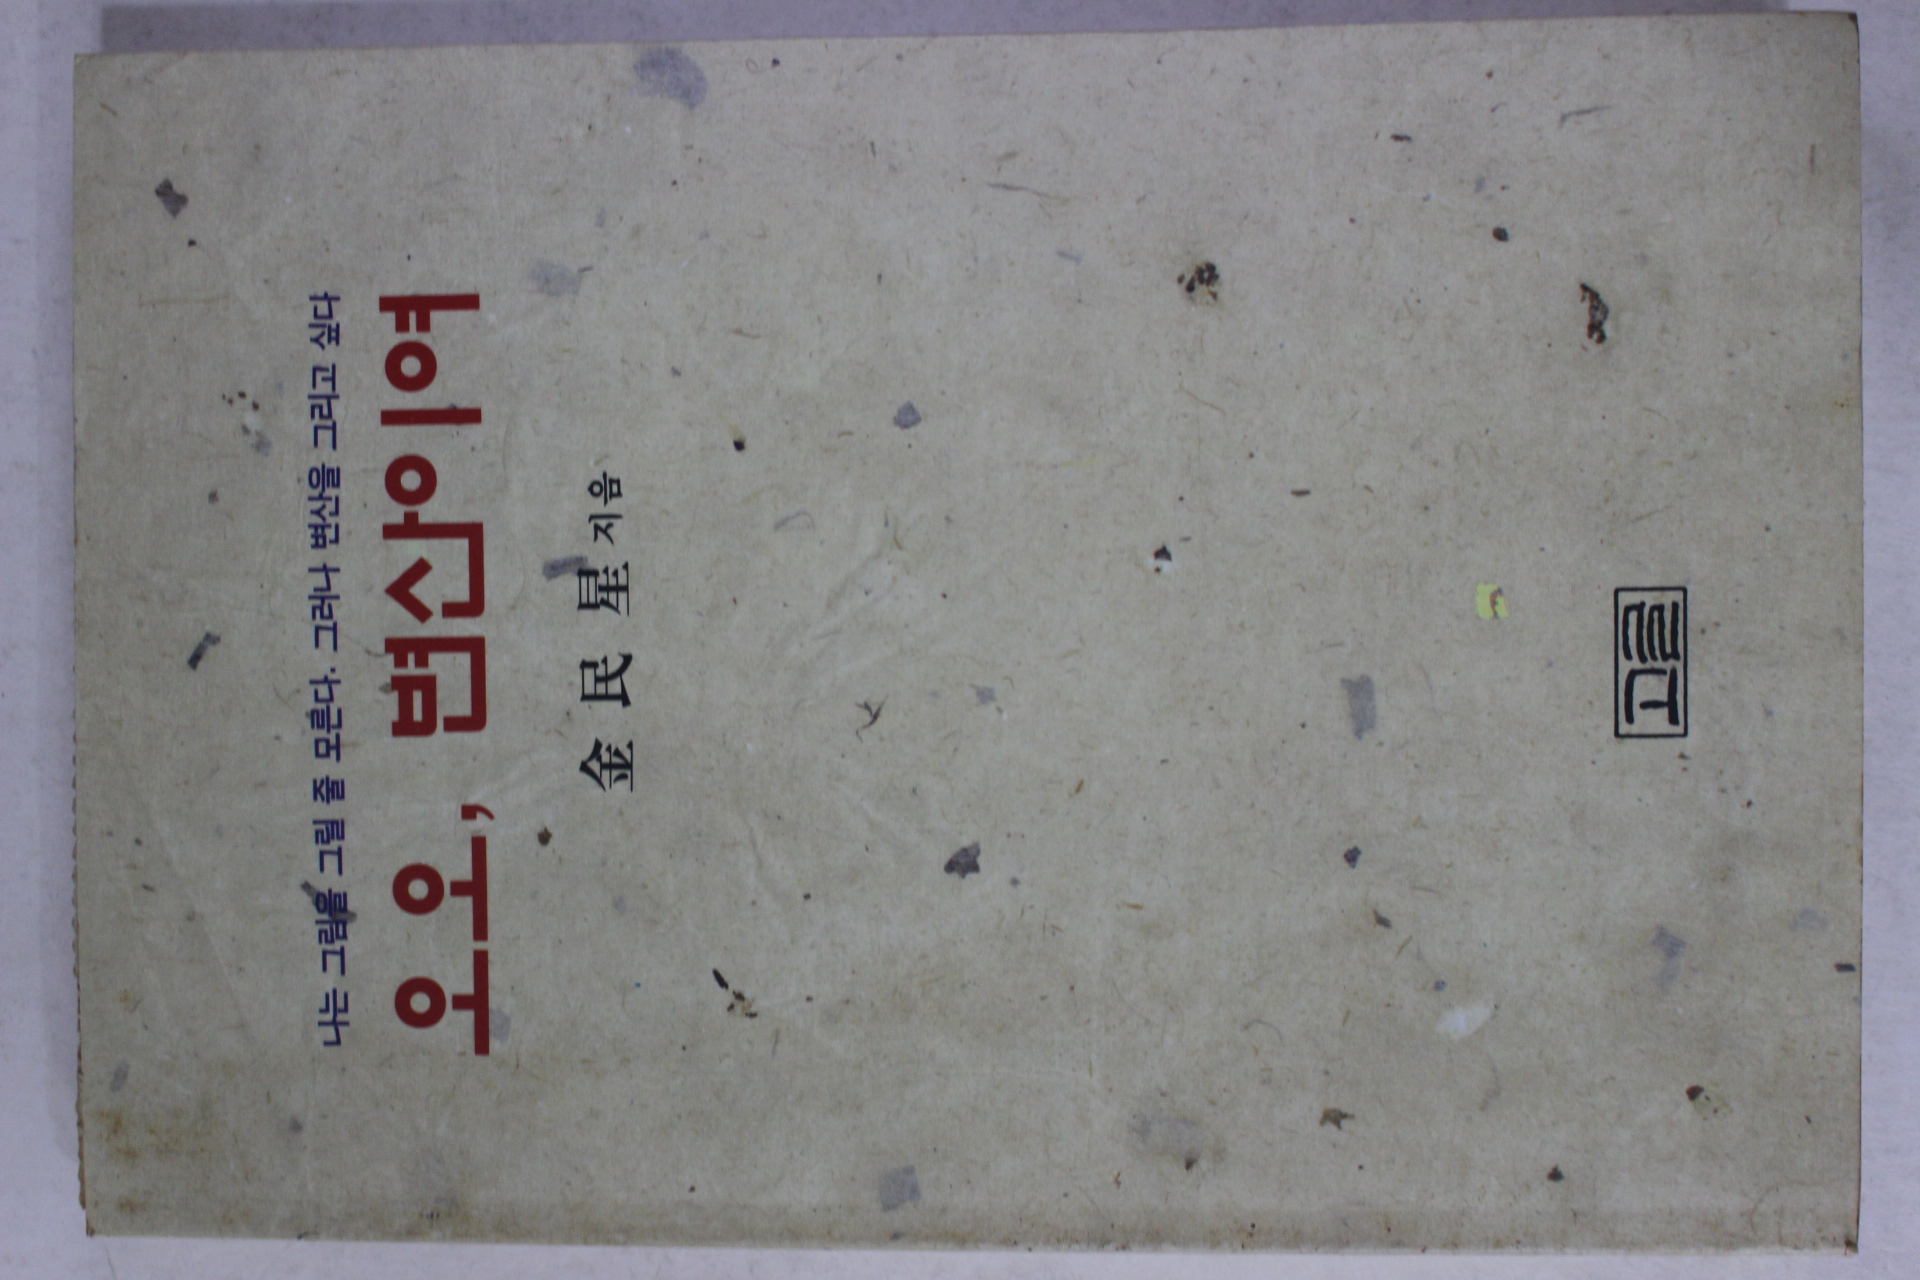 나는 그림을 그릴 줄 모른다. 그러나 변산을 그리고 싶다
오오, 변산이여
金民星 지음
고글